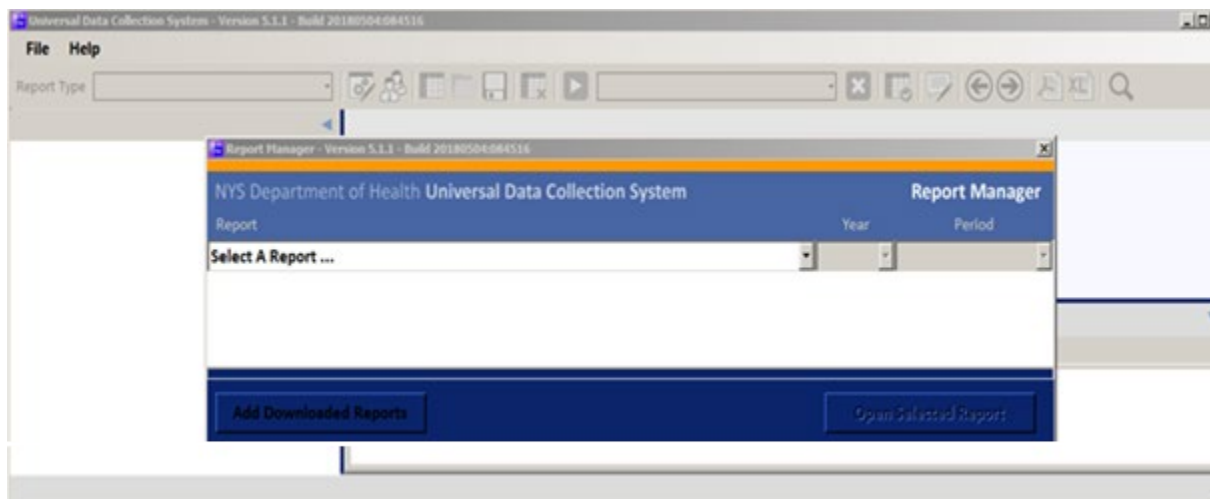 Universal Data Collection System - Version 5.1.1 - Build 20180504:084516
File Help
Report Type
Report Manager - Version 5.1.1 - Build 20180504:084516
NYS Department of Health Universal Data Collection System Report Manager
Report Year Period
Select A Report ...
Add Downloaded Reports Open Selected Report